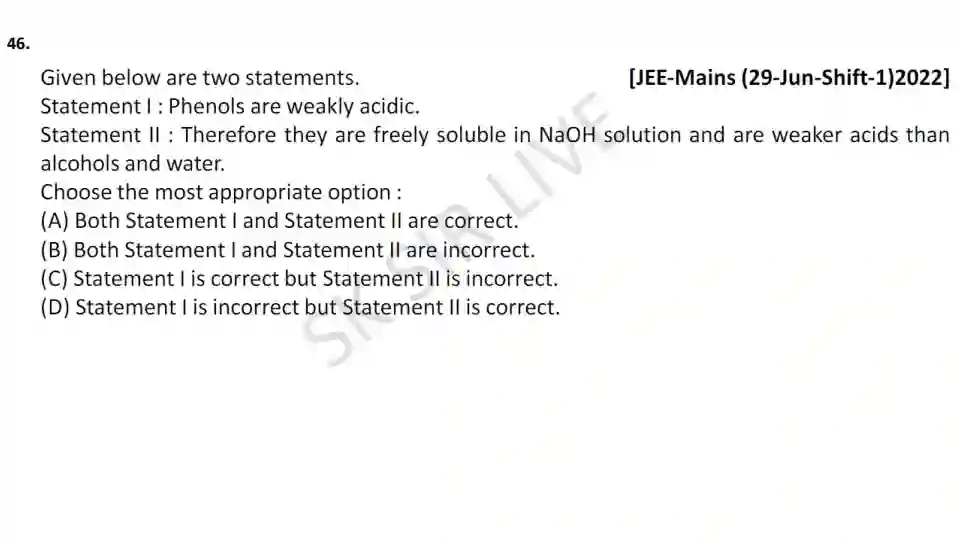 46.
Given below are two statements. [JEE-Mains (29-Jun-Shift-1)2022]
Statement I : Phenols are weakly acidic.
Statement II : Therefore they are freely soluble in NaOH solution and are weaker acids than
alcohols and water.
Choose the most appropriate option :
(A) Both Statement I and Statement II are correct.
(B) Both Statement I and Statement II are incorrect.
(C) Statement I is correct but Statement II is incorrect.
(D) Statement I is incorrect but Statement II is correct.
SK SIR LIVE